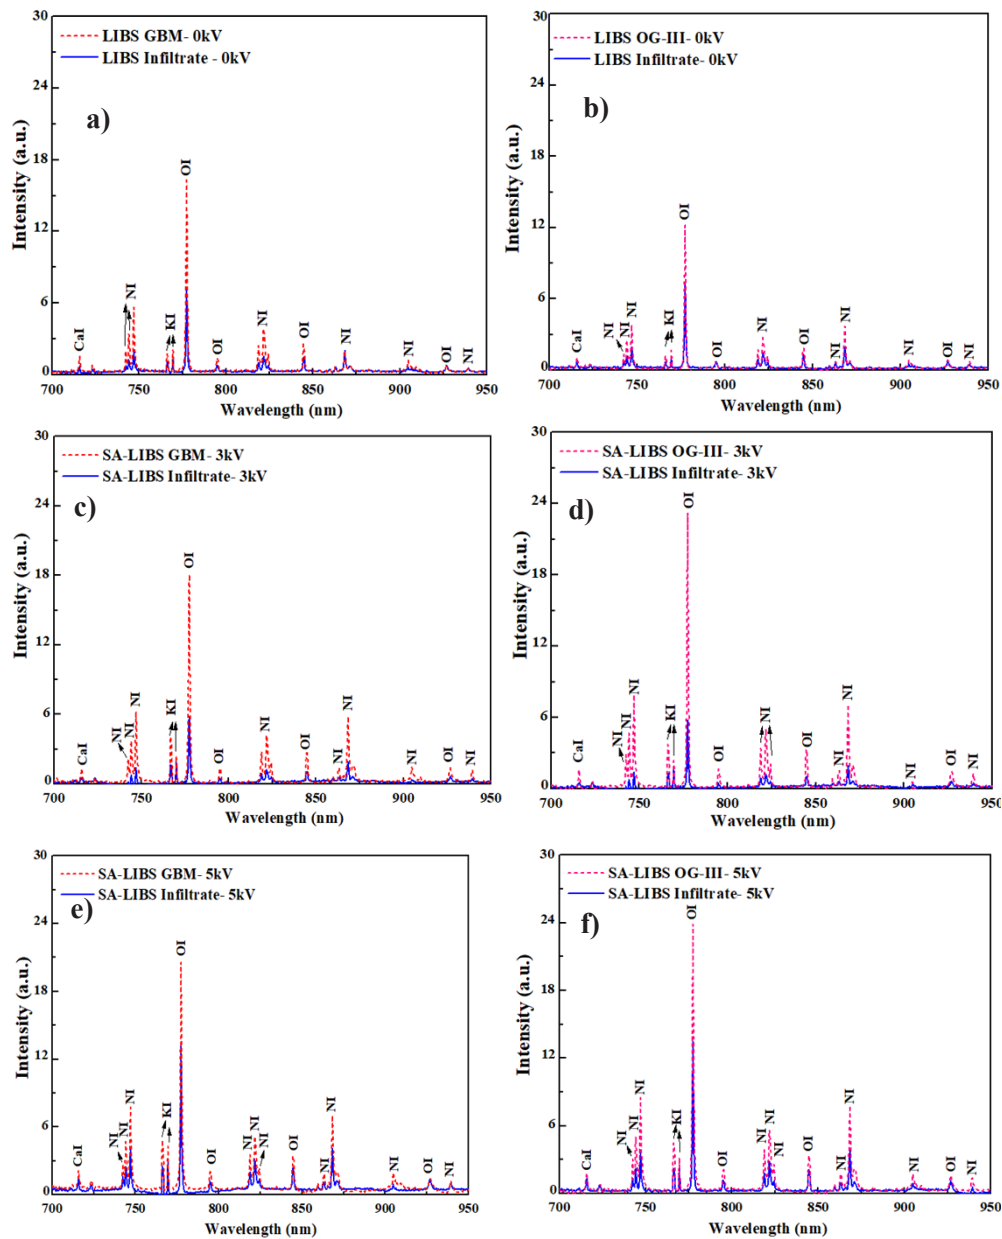 30
24
18
12
6
0
Intensity (a.u.)
LIBS GBM- 0kV
LIBS Infiltrate - 0kV
a)
CaI
NI
KI
OI
OI
NI
OI
NI
NI
OI
NI
700 750 800 850 900 950
Wavelength (nm)
30
24
18
12
6
0
Intensity (a.u.)
LIBS OG-III- 0kV
LIBS Infiltrate- 0kV
b)
CaI
NI
NI
NI
KI
OI
OI
NI
OI
NI
NI
NI
OI
NI
700 750 800 850 900 950
Wavelength (nm)
30
24
18
12
6
0
Intensity (a.u.)
SA-LIBS GBM- 3kV
SA-LIBS Infiltrate- 3kV
c)
CaI
NI
NI
NI
KI
OI
OI
NI
OI
NI
NI
NI
OI
NI
700 750 800 850 900 950
Wavelength (nm)
30
24
18
12
6
0
Intensity (a.u.)
SA-LIBS OG-III- 3kV
SA-LIBS Infiltrate- 3kV
d)
CaI
NI
NI
NI
KI
OI
OI
NI
OI
NI
NI
NI
OI
NI
700 750 800 850 900 950
Wavelength (nm)
30
24
18
12
6
0
Intensity (a.u.)
SA-LIBS GBM- 5kV
SA-LIBS Infiltrate- 5kV
e)
CaI
NI
NI
NI
KI
OI
OI
NI
NI
NI
OI
NI
NI
NI
OI
NI
700 750 800 850 900 950
Wavelength (nm)
30
24
18
12
6
0
Intensity (a.u.)
SA-LIBS OG-III- 5kV
SA-LIBS Infiltrate- 5kV
f)
CaI
NI
NI
NI
KI
OI
OI
NI
NI
NI
OI
NI
NI
NI
OI
NI
700 750 800 850 900 950
Wavelength (nm)